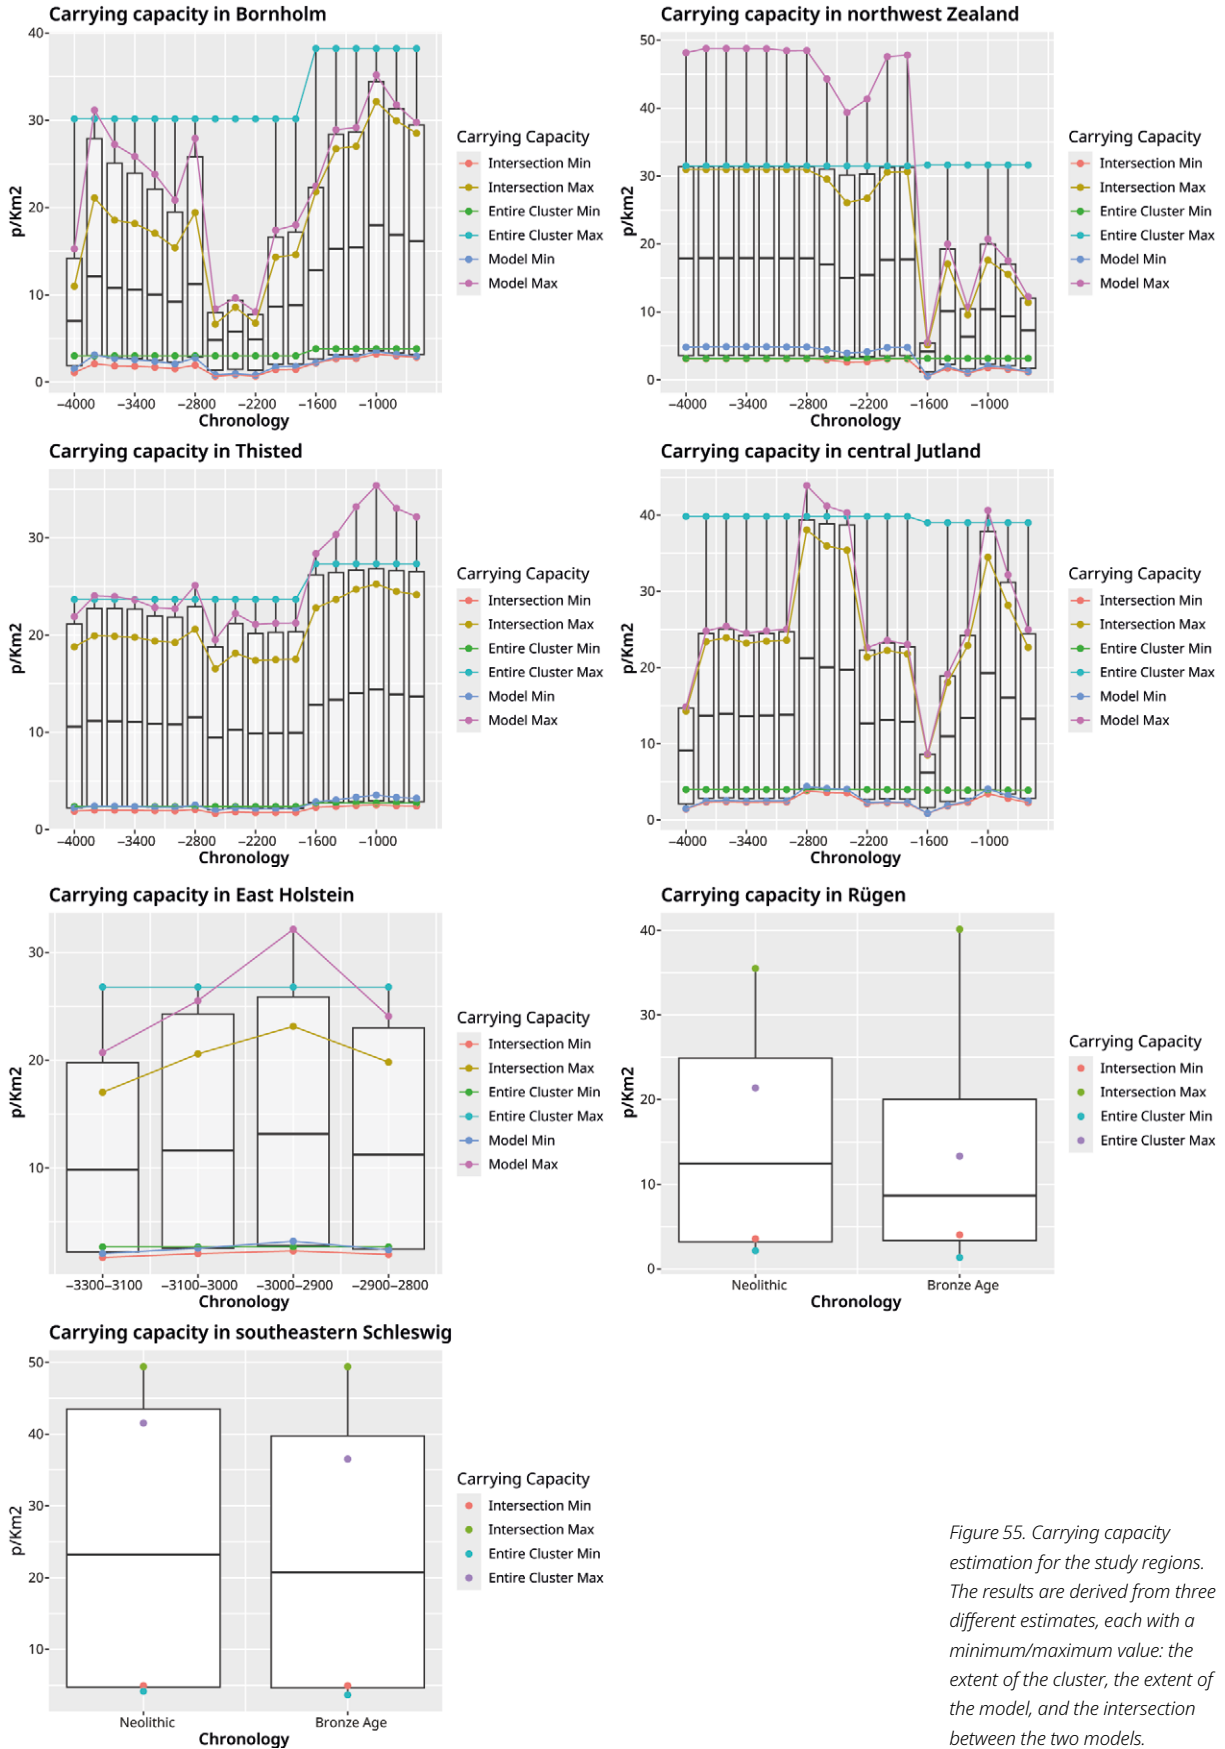 Carrying capacity in Bornholm
p/Km2
40
30
20
10
0
−4000 −3400 −2800 −2200 −1600 −1000
Chronology
Carrying Capacity
Intersection Min
Intersection Max
Entire Cluster Min
Entire Cluster Max
Model Min
Model Max
Carrying capacity in northwest Zealand
p/km2
50
40
30
20
10
0
−4000 −3400 −2800 −2200 −1600 −1000
Chronology
Carrying Capacity
Intersection Min
Intersection Max
Entire Cluster Min
Entire Cluster Max
Model Min
Model Max
Carrying capacity in Thisted
p/Km2
30
20
10
0
−4000 −3400 −2800 −2200 −1600 −1000
Chronology
Carrying Capacity
Intersection Min
Intersection Max
Entire Cluster Min
Entire Cluster Max
Model Min
Model Max
Carrying capacity in central Jutland
p/Km2
40
30
20
10
0
−4000 −3400 −2800 −2200 −1600 −1000
Chronology
Carrying Capacity
Intersection Min
Intersection Max
Entire Cluster Min
Entire Cluster Max
Model Min
Model Max
Carrying capacity in East Holstein
p/Km2
30
20
10
−3300−3100 −3100−3000 −3000−2900 −2900−2800
Chronology
Carrying Capacity
Intersection Min
Intersection Max
Entire Cluster Min
Entire Cluster Max
Model Min
Model Max
Carrying capacity in Rügen
p/Km2
40
30
20
10
0
Neolithic Bronze Age
Chronology
Carrying Capacity
Intersection Min
Intersection Max
Entire Cluster Min
Entire Cluster Max
Carrying capacity in southeastern Schleswig
p/Km2
50
40
30
20
10
Neolithic Bronze Age
Chronology
Carrying Capacity
Intersection Min
Intersection Max
Entire Cluster Min
Entire Cluster Max
Figure 55. Carrying capacity
estimation for the study regions.
The results are derived from three
different estimates, each with a
minimum/maximum value: the
extent of the cluster, the extent of
the model, and the intersection
between the two models.